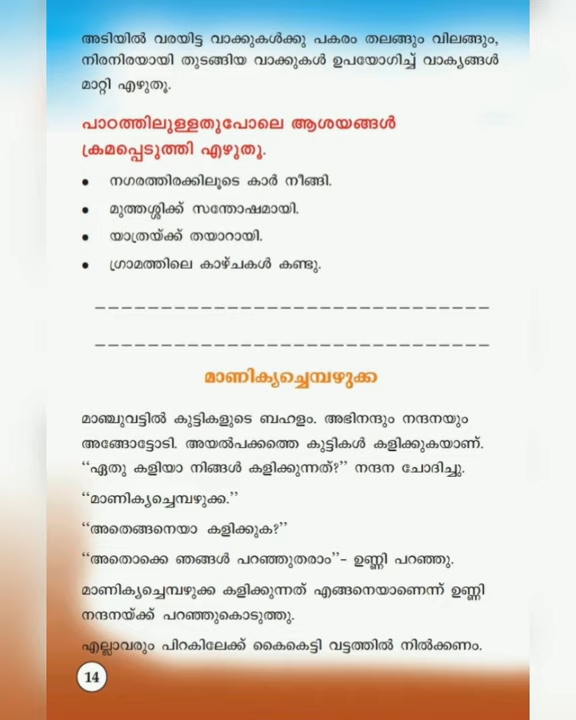 അടിയിൽ വരയിട്ട വാക്കുകൾക്കു പകരം തലങ്ങും വിലങ്ങും,
നിരനിരയായി തുടങ്ങിയ വാക്കുകൾ ഉപയോഗിച്ച് വാക്യങ്ങൾ
മാറ്റി എഴുതൂ.
പാഠത്തിലുള്ളതുപോലെ ആശയങ്ങൾ
ക്രമപ്പെടുത്തി എഴുതൂ.
• നഗരത്തിരക്കിലൂടെ കാർ നീങ്ങി.
• മുത്തശ്ശിക്ക് സന്തോഷമായി.
• യാത്രയ്ക്ക് തയാറായി.
• ഗ്രാമത്തിലെ കാഴ്ചകൾ കണ്ടു.
മാണിക്യച്ചെമ്പഴുക്ക
മാഞ്ചുവട്ടിൽ കുട്ടികളുടെ ബഹളം. അഭിനന്ദും നന്ദനയും
അങ്ങോട്ടോടി. അയൽപക്കത്തെ കുട്ടികൾ കളിക്കുകയാണ്.
“ഏതു കളിയാ നിങ്ങൾ കളിക്കുന്നത്?” നന്ദന ചോദിച്ചു.
“മാണിക്യച്ചെമ്പഴുക്ക.”
“അതെങ്ങനെയാ കളിക്കുക?”
“അതൊക്കെ ഞങ്ങൾ പറഞ്ഞുതരാം”- ഉണ്ണി പറഞ്ഞു.
മാണിക്യച്ചെമ്പഴുക്ക കളിക്കുന്നത് എങ്ങനെയാണെന്ന് ഉണ്ണി
നന്ദനയ്ക്ക് പറഞ്ഞുകൊടുത്തു.
എല്ലാവരും പിറകിലേക്ക് കൈകെട്ടി വട്ടത്തിൽ നിൽക്കണം.
14